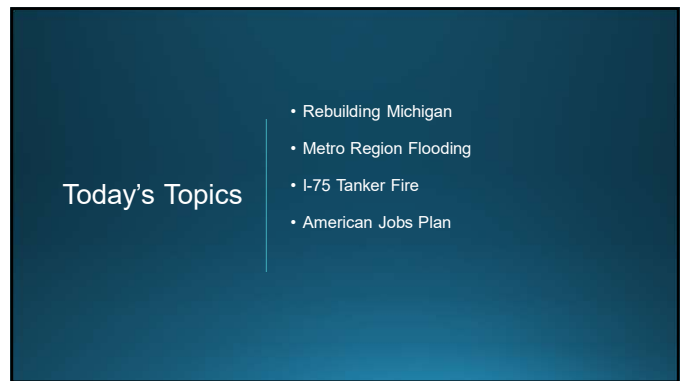 Today’s Topics
• Rebuilding Michigan
• Metro Region Flooding
• I-75 Tanker Fire
• American Jobs Plan